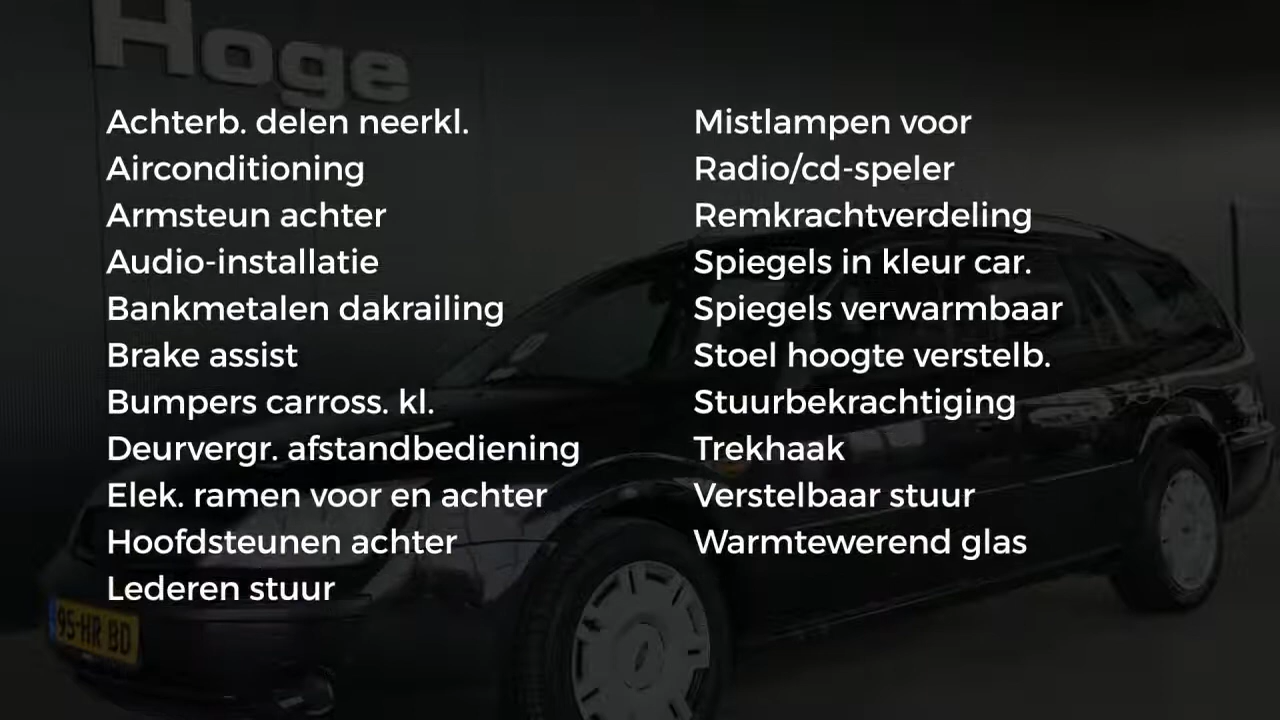 Hoge
Achterb. delen neerkl.
Airconditioning
Armsteun achter
Audio-installatie
Bankmetalen dakrailing
Brake assist
Bumpers carross. kl.
Deurvergr. afstandbediening
Elek. ramen voor en achter
Hoofdsteunen achter
Lederen stuur
Mistlampen voor
Radio/cd-speler
Remkrachtverdeling
Spiegels in kleur car.
Spiegels verwarmbaar
Stoel hoogte verstelb.
Stuurbekrachtiging
Trekhaak
Verstelbaar stuur
Warmtewerend glas
95-HR BD